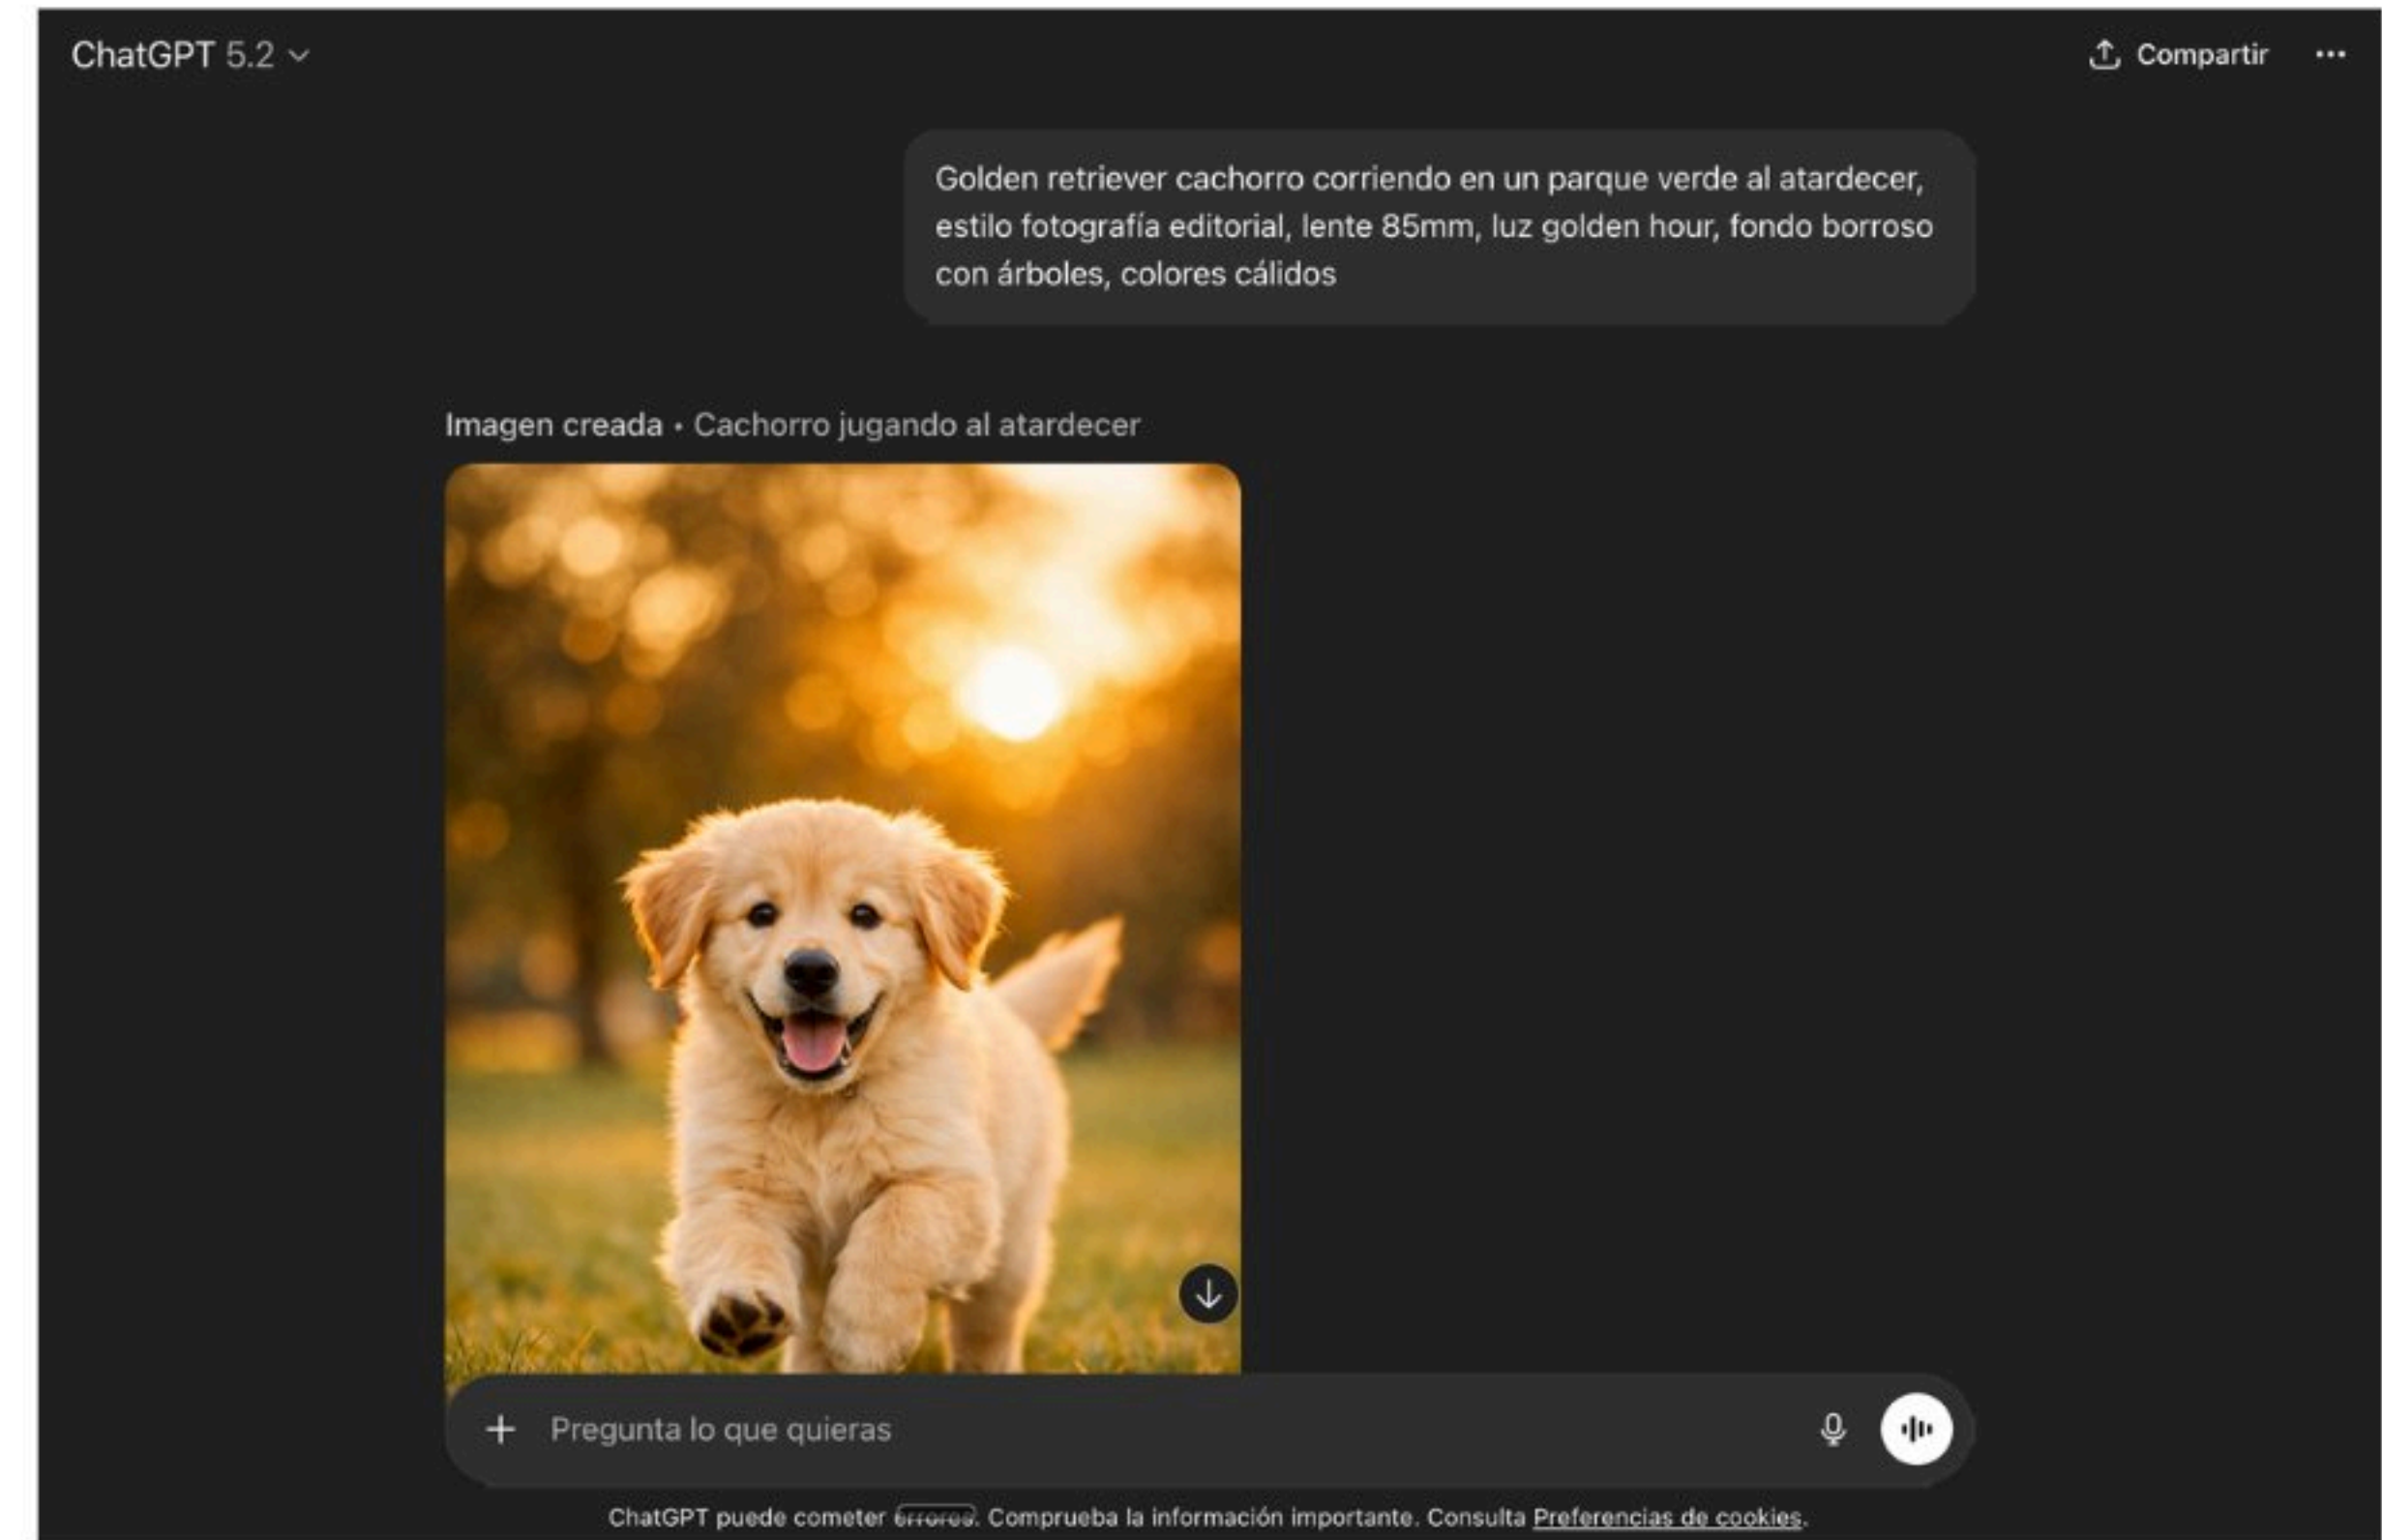 ChatGPT 5.2
Compartir
Golden retriever cachorro corriendo en un parque verde al atardecer,
estilo fotografía editorial, lente 85mm, luz golden hour, fondo borroso
con árboles, colores cálidos
Imagen creada • Cachorro jugando al atardecer
Pregunta lo que quieras
ChatGPT puede cometer errores. Comprueba la información importante. Consulta Preferencias de cookies.